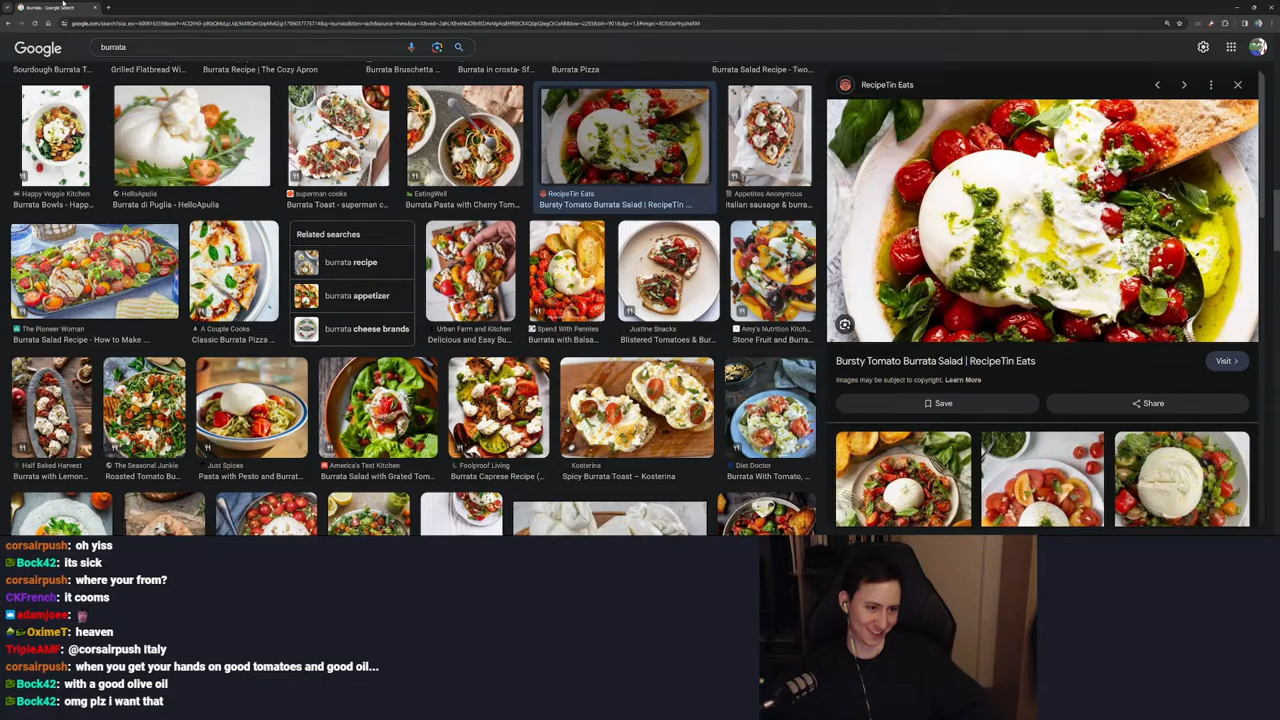 burrata - Google Search
Google
burrata
Sourdough Burrata T...
Grilled Flatbread Wi...
Burrata Recipe | The Cozy Apron
Burrata Bruschetta ...
Burrata in crosta- Sf...
Burrata Pizza
Burrata Salad Recipe - Two...
Happy Veggie Kitchen
Burrata Bowls - Happ...
HelloApulia
Burrata di Puglia - HelloApulia
superman cooks
Burrata Toast - superman c...
EatingWell
Burrata Pasta with Cherry Tom...
RecipeTin Eats
Bursty Tomato Burrata Salad | RecipeTin ...
Appetites Anonymous
Italian sausage & burra...
The Pioneer Woman
Burrata Salad Recipe - How to Make ...
A Couple Cooks
Classic Burrata Pizza ...
Related searches
burrata recipe
burrata appetizer
burrata cheese brands
Urban Farm and Kitchen
Delicious and Easy Bu...
Spend With Pennies
Burrata with Balsa...
Justine Snacks
Blistered Tomatoes & Bur...
Amy's Nutrition Kitch...
Stone Fruit and Burra...
Half Baked Harvest
Burrata with Lemon...
The Seasonal Junkie
Roasted Tomato Bu...
Just Spices
Pasta with Pesto and Burrat...
America's Test Kitchen
Burrata Salad with Grated Tom...
Foolproof Living
Burrata Caprese Recipe (...
Kosterina
Spicy Burrata Toast – Kosterina
Diet Doctor
Burrata With Tomato, ...
RecipeTin Eats
Bursty Tomato Burrata Salad | RecipeTin Eats
Visit
Images may be subject to copyright. Learn More
Save
Share
corsairpush: oh yiss
Bock42: its sick
corsairpush: where your from?
CKFrench: it cooms
adamjoee:
OximeT: heaven
TripleAMF: @corsairpush Italy
corsairpush: when you get your hands on good tomatoes and good oil...
Bock42: with a good olive oil
Bock42: omg plz i want that